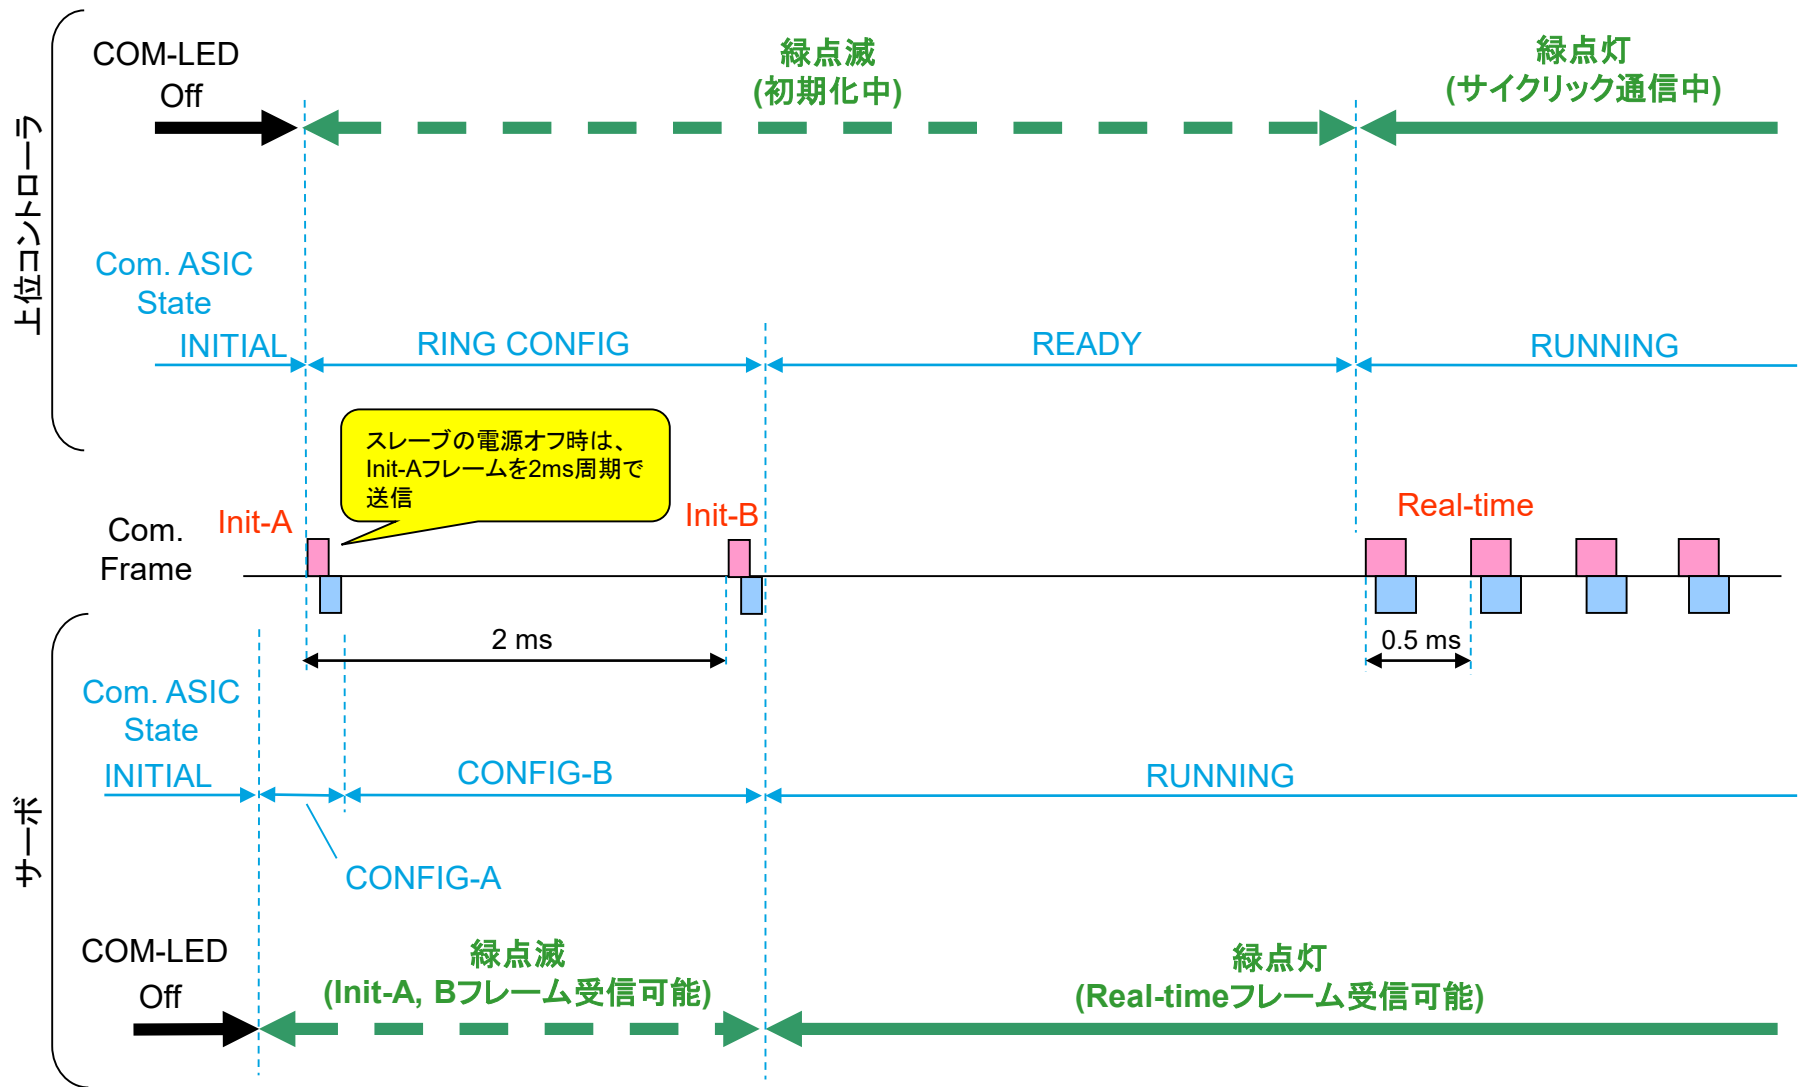 上位コントローラ
COM-LED
Off
緑点滅
(初期化中)
緑点灯
(サイクリック通信中)
Com. ASIC
State
INITIAL
RING CONFIG
READY
RUNNING
スレーブの電源オフ時は、
Init-Aフレームを2ms周期で
送信
Com.
Frame
Init-A
Init-B
Real-time
2 ms
0.5 ms
サーボ
Com. ASIC
State
INITIAL
CONFIG-B
RUNNING
CONFIG-A
COM-LED
Off
緑点滅
(Init-A, Bフレーム受信可能)
緑点灯
(Real-timeフレーム受信可能)